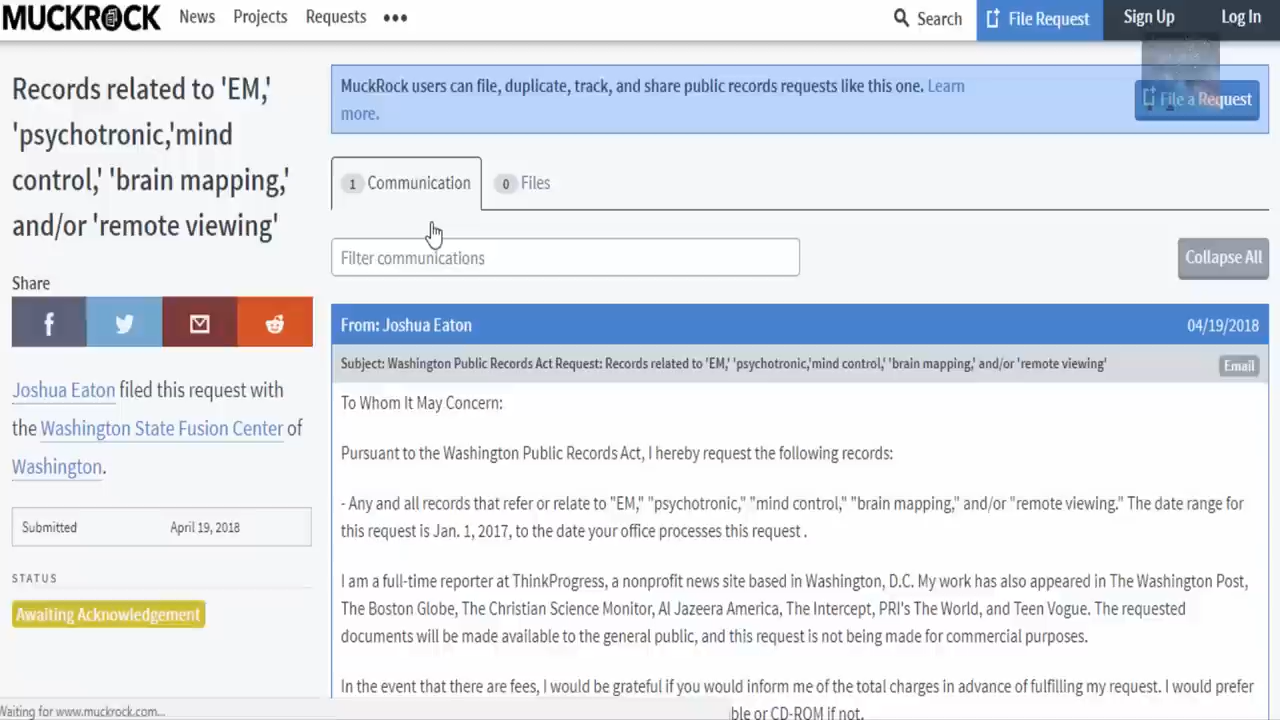 MUCKROCK News Projects Requests ••• Search File Request Sign Up Log In
Records related to 'EM,'
'psychotronic,'mind
control,' 'brain mapping,'
and/or 'remote viewing'
Share
Joshua Eaton filed this request with
the Washington State Fusion Center of
Washington.
Submitted April 19, 2018
STATUS
Awaiting Acknowledgement
MuckRock users can file, duplicate, track, and share public records requests like this one. Learn
more.
File a Request
1 Communication 0 Files
Filter communications
Collapse All
From: Joshua Eaton 04/19/2018
Subject: Washington Public Records Act Request: Records related to 'EM,' 'psychotronic,'mind control,' 'brain mapping,' and/or 'remote viewing'
Email
To Whom It May Concern:
Pursuant to the Washington Public Records Act, I hereby request the following records:
- Any and all records that refer or relate to "EM," "psychotronic," "mind control," "brain mapping," and/or "remote viewing." The date range for
this request is Jan. 1, 2017, to the date your office processes this request .
I am a full-time reporter at ThinkProgress, a nonprofit news site based in Washington, D.C. My work has also appeared in The Washington Post,
The Boston Globe, The Christian Science Monitor, Al Jazeera America, The Intercept, PRI's The World, and Teen Vogue. The requested
documents will be made available to the general public, and this request is not being made for commercial purposes.
In the event that there are fees, I would be grateful if you would inform me of the total charges in advance of fulfilling my request. I would prefer
ble or CD-ROM if not.
Waiting for www.muckrock.com...